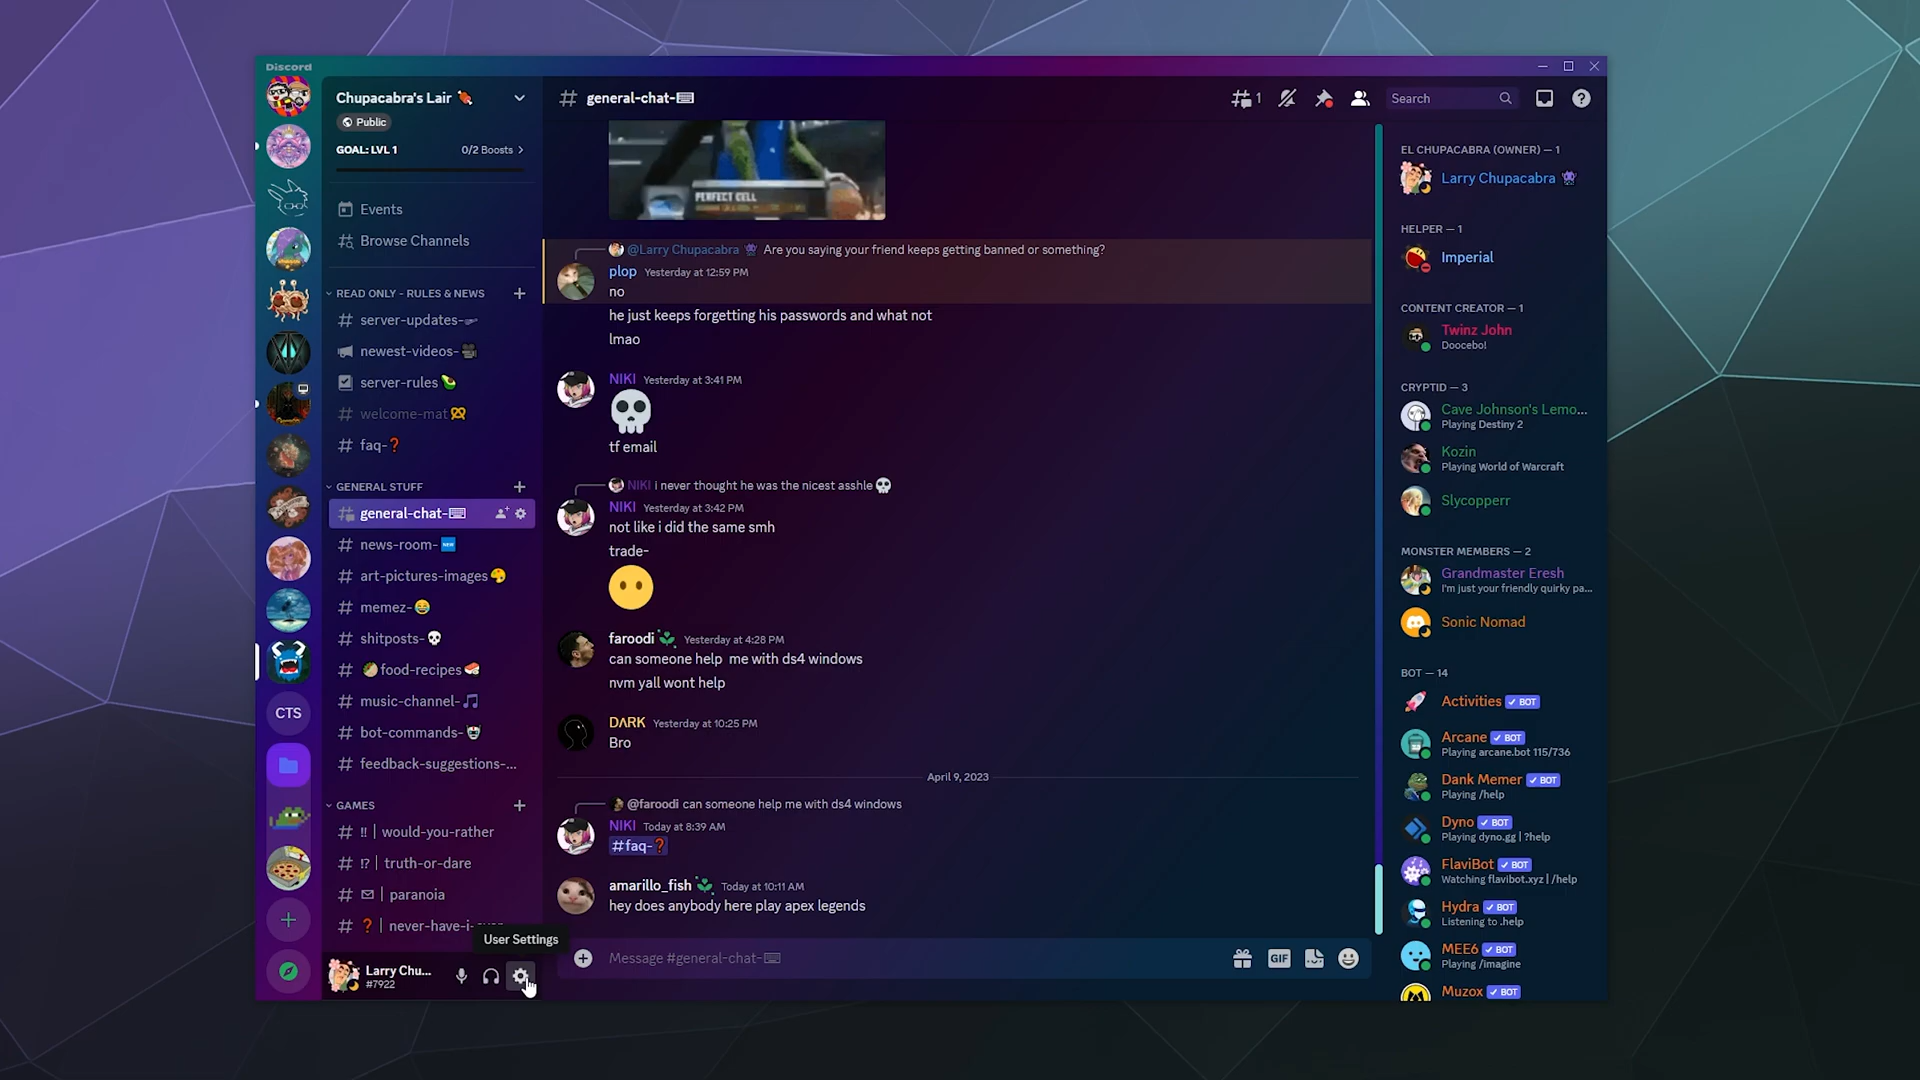 Discord
Chupacabra's Lair
Public
GOAL: LVL 1
0/2 Boosts
Events
Browse Channels
READ ONLY - RULES & NEWS
server-updates-
newest-videos-
server-rules
welcome-mat
faq-❓
GENERAL STUFF
general-chat-
news-room-
art-pictures-images
memez-
shitposts-
food-recipes
music-channel-
bot-commands-
feedback-suggestions-...
GAMES
‼ | would-you-rather
⁉ | truth-or-dare
| paranoia
❓ | never-have-i-ever
User Settings
Larry Chu...
#7922
CTS
general-chat-
1
Search
PERFECT CELL
@Larry Chupacabra Are you saying your friend keeps getting banned or something?
plop Yesterday at 12:59 PM
no
he just keeps forgetting his passwords and what not
lmao
NIKI Yesterday at 3:41 PM
tf email
NIKI i never thought he was the nicest asshle
NIKI Yesterday at 3:42 PM
not like i did the same smh
trade-
faroodi Yesterday at 4:28 PM
can someone help  me with ds4 windows
nvm yall wont help
DΛRK Yesterday at 10:25 PM
Bro
April 9, 2023
@faroodi can someone help me with ds4 windows
NIKI Today at 8:39 AM
#faq-❓
amarillo_fish Today at 10:11 AM
hey does anybody here play apex legends
Message #general-chat-
GIF
EL CHUPACABRA (OWNER) — 1
Larry Chupacabra
HELPER — 1
Imperial
CONTENT CREATOR — 1
Twinz John
Doocebo!
CRYPTID — 3
Cave Johnson's Lemo...
Playing Destiny 2
Kozin
Playing World of Warcraft
Slycopperr
MONSTER MEMBERS — 2
Grandmaster Eresh
I'm just your friendly quirky pa...
Sonic Nomad
BOT — 14
Activities ✓ BOT
Arcane ✓ BOT
Playing arcane.bot 115/736
Dank Memer ✓ BOT
Playing /help
Dyno ✓ BOT
Playing dyno.gg | ?help
FlaviBot ✓ BOT
Watching flavibot.xyz | /help
Hydra ✓ BOT
Listening to .help
MEE6 ✓ BOT
Playing /imagine
Muzox ✓ BOT